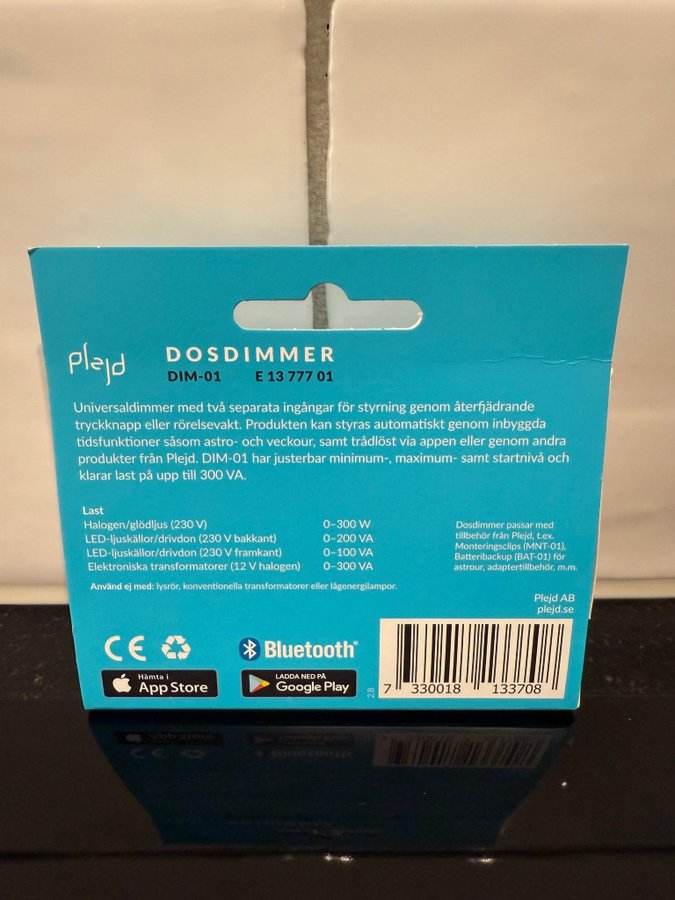 plejd
DOSDIMMER
DIM-01 E 13 777 01
Universaldimmer med två separata ingångar för styrning genom återfjädrande
tryckknapp eller rörelsevakt. Produkten kan styras automatiskt genom inbyggda
tidsfunktioner såsom astro- och veckour, samt trådlöst via appen eller genom andra
produkter från Plejd. DIM-01 har justerbar minimum-, maximum- samt startnivå och
klarar last på upp till 300 VA.
Last
Halogen/glödljus (230 V) 0–300 W
LED-ljuskällor/drivdon (230 V bakkant) 0–200 VA
LED-ljuskällor/drivdon (230 V framkant) 0–100 VA
Elektroniska transformatorer (12 V halogen) 0–300 VA
Använd ej med: lysrör, konventionella transformatorer eller lågenergilampor.
Dosdimmer passar med
tillbehör från Plejd, t.ex.
Monteringsclips (MNT-01),
Batteribackup (BAT-01) för
astrour, adaptertillbehör, m.m.
Plejd AB
plejd.se
CE
Bluetooth®
Hämta i
App Store
LADDA NED PÅ
Google Play
2.8
7 330018 133708